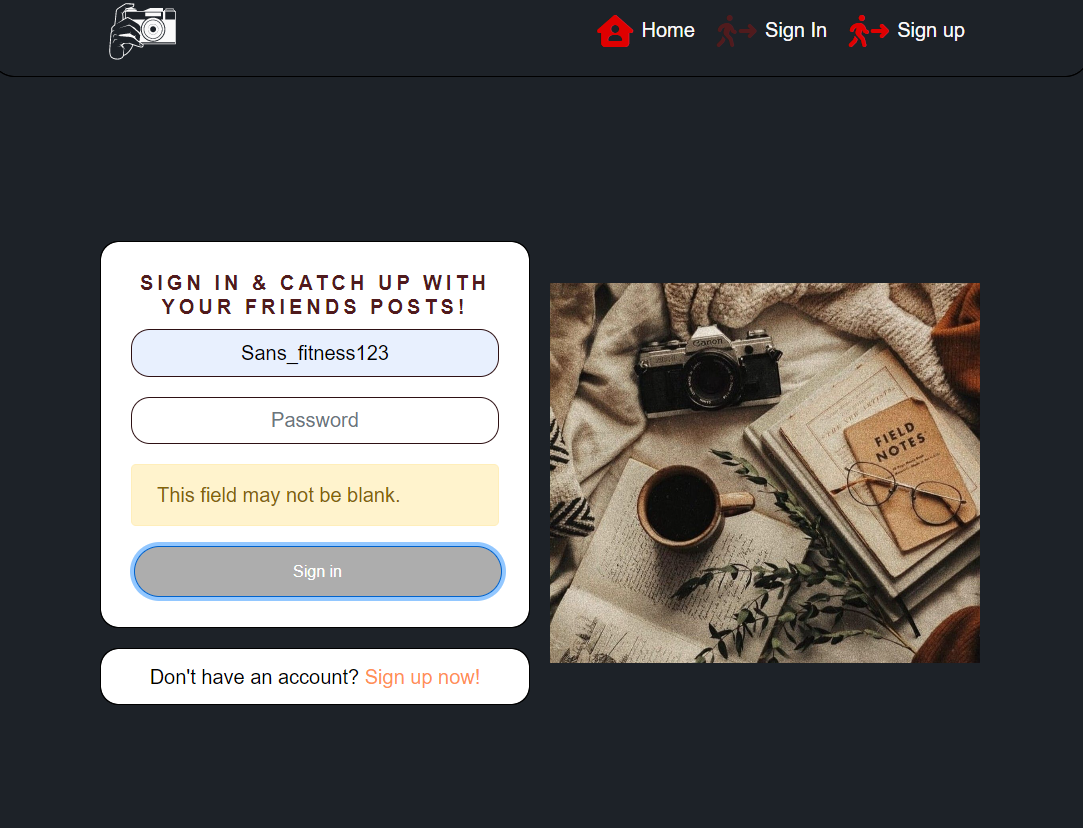 Home
Sign In
Sign up
SIGN IN & CATCH UP WITH
YOUR FRIENDS POSTS!
Sans_fitness123
Password
This field may not be blank.
Sign in
Don't have an account? Sign up now!
Canon
FIELD
NOTES